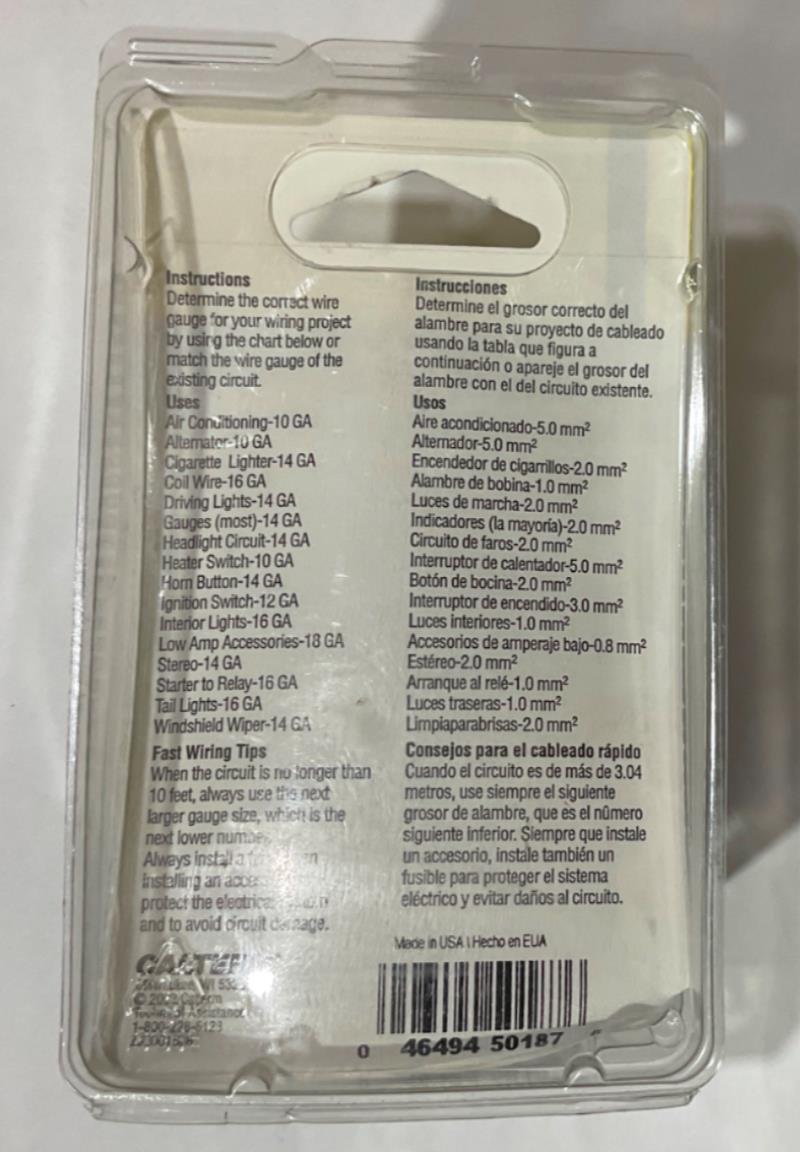 Instructions
Determine the correct wire
gauge for your wiring project
by using the chart below or
match the wire gauge of the
existing circuit.
Uses
Air Conditioning-10 GA
Alternator-10 GA
Cigarette Lighter-14 GA
Coil Wire-16 GA
Driving Lights-14 GA
Gauges (most)-14 GA
Headlight Circuit-14 GA
Heater Switch-10 GA
Horn Button-14 GA
Ignition Switch-12 GA
Interior Lights-16 GA
Low Amp Accessories-18 GA
Stereo-14 GA
Starter to Relay-16 GA
Tail Lights-16 GA
Windshield Wiper-14 GA
Fast Wiring Tips
When the circuit is no longer than
10 feet, always use the next
larger gauge size, which is the
next lower number
Always install a
installing an
protect the electrical
and to avoid circuit damage.
Instrucciones
Determine el grosor correcto del
alambre para su proyecto de cableado
usando la tabla que figura a
continuación o apareje el grosor del
alambre con el del circuito existente.
Usos
Aire acondicionado-5.0 mm²
Alternador-5.0 mm²
Encendedor de cigarrillos-2.0 mm²
Alambre de bobina-1.0 mm²
Luces de marcha-2.0 mm²
Indicadores (la mayoría)-2.0 mm²
Circuito de faros-2.0 mm²
Interruptor de calentador-5.0 mm²
Botón de bocina-2.0 mm²
Interruptor de encendido-3.0 mm²
Luces interiores-1.0 mm²
Accesorios de amperaje bajo-0.8 mm²
Estéreo-2.0 mm²
Arranque al relé-1.0 mm²
Luces traseras-1.0 mm²
Limpiaparabrisas-2.0 mm²
Consejos para el cableado rápido
Cuando el circuito es de más de 3.04
metros, use siempre el siguiente
grosor de alambre, que es el número
siguiente inferior. Siempre que instale
un accesorio, instale también un
fusible para proteger el sistema
eléctrico y evitar daños al circuito.
Made in USA | Hecho en EUA
CALTERM
WI
Calterm
Technical Assistance
0 46494 50187